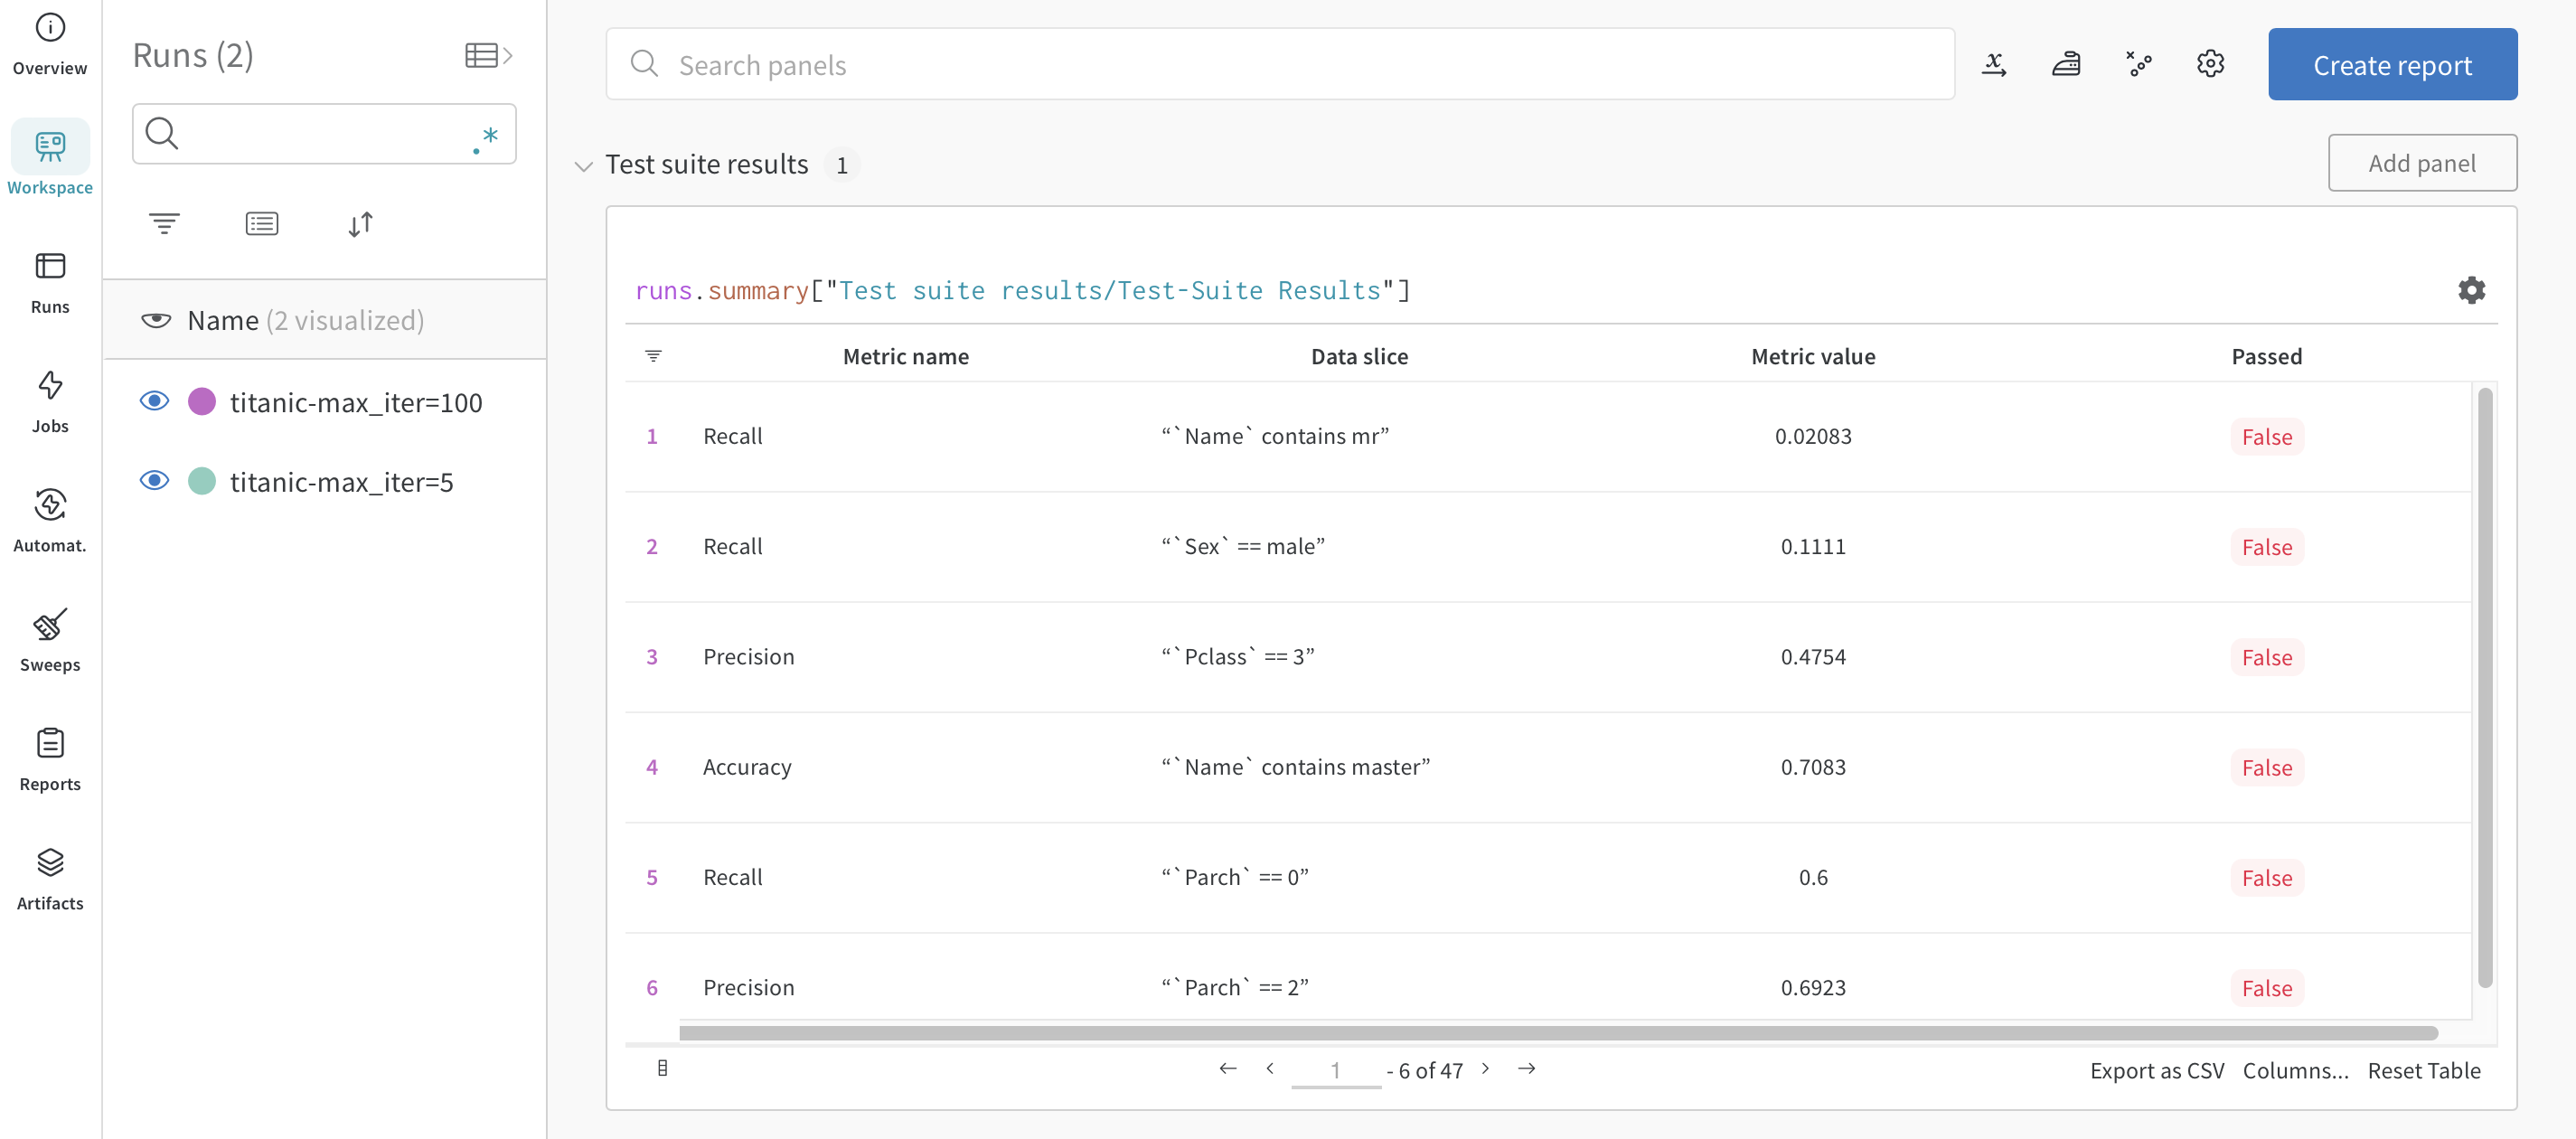 Overview
Workspace
Runs
Jobs
Automat.
Sweeps
Reports
Artifacts
Runs (2)
.*
Name (2 visualized)
titanic-max_iter=100
titanic-max_iter=5
Search panels
Create report
Test suite results 1
Add panel
runs.summary["Test suite results/Test-Suite Results"]
Metric name Data slice Metric value Passed
1 Recall “`Name` contains mr” 0.02083 False
2 Recall “`Sex` == male” 0.1111 False
3 Precision “`Pclass` == 3” 0.4754 False
4 Accuracy “`Name` contains master” 0.7083 False
5 Recall “`Parch` == 0” 0.6 False
6 Precision “`Parch` == 2” 0.6923 False
1 - 6 of 47
Export as CSV Columns... Reset Table